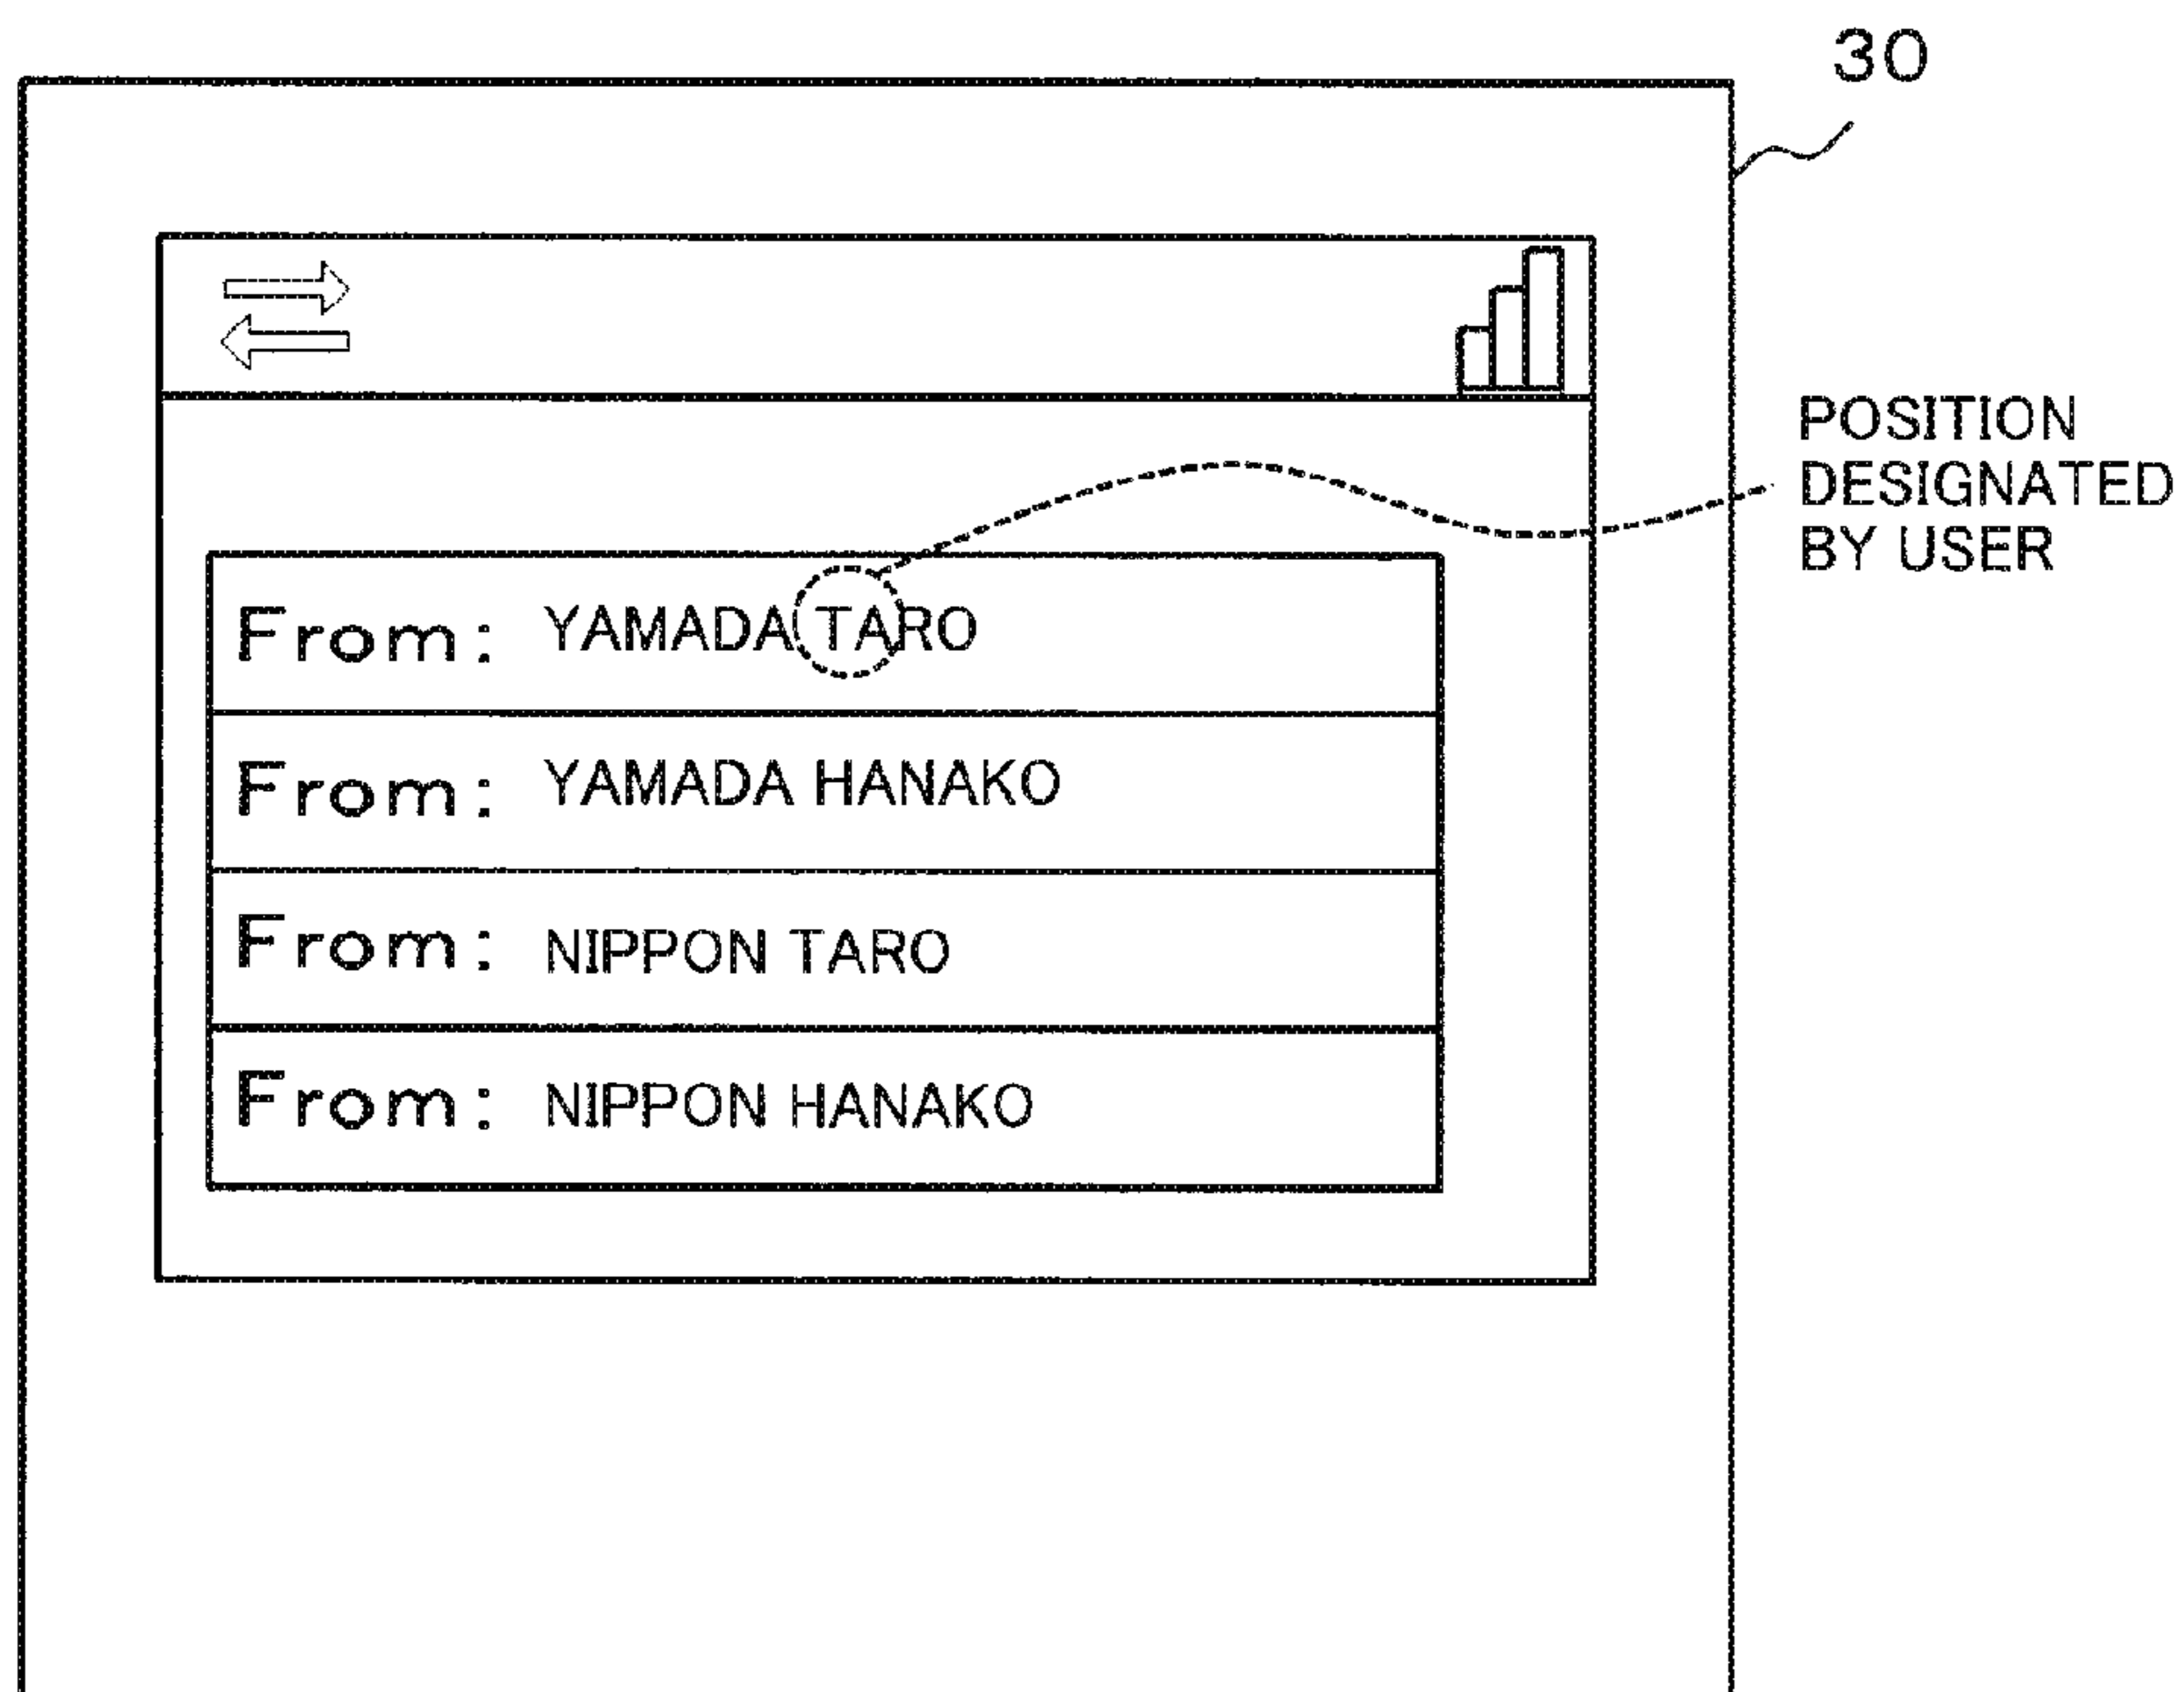 30
POSITION
DESIGNATED
BY USER
From: YAMADA TARO
From: YAMADA HANAKO
From: NIPPON TARO
From: NIPPON HANAKO